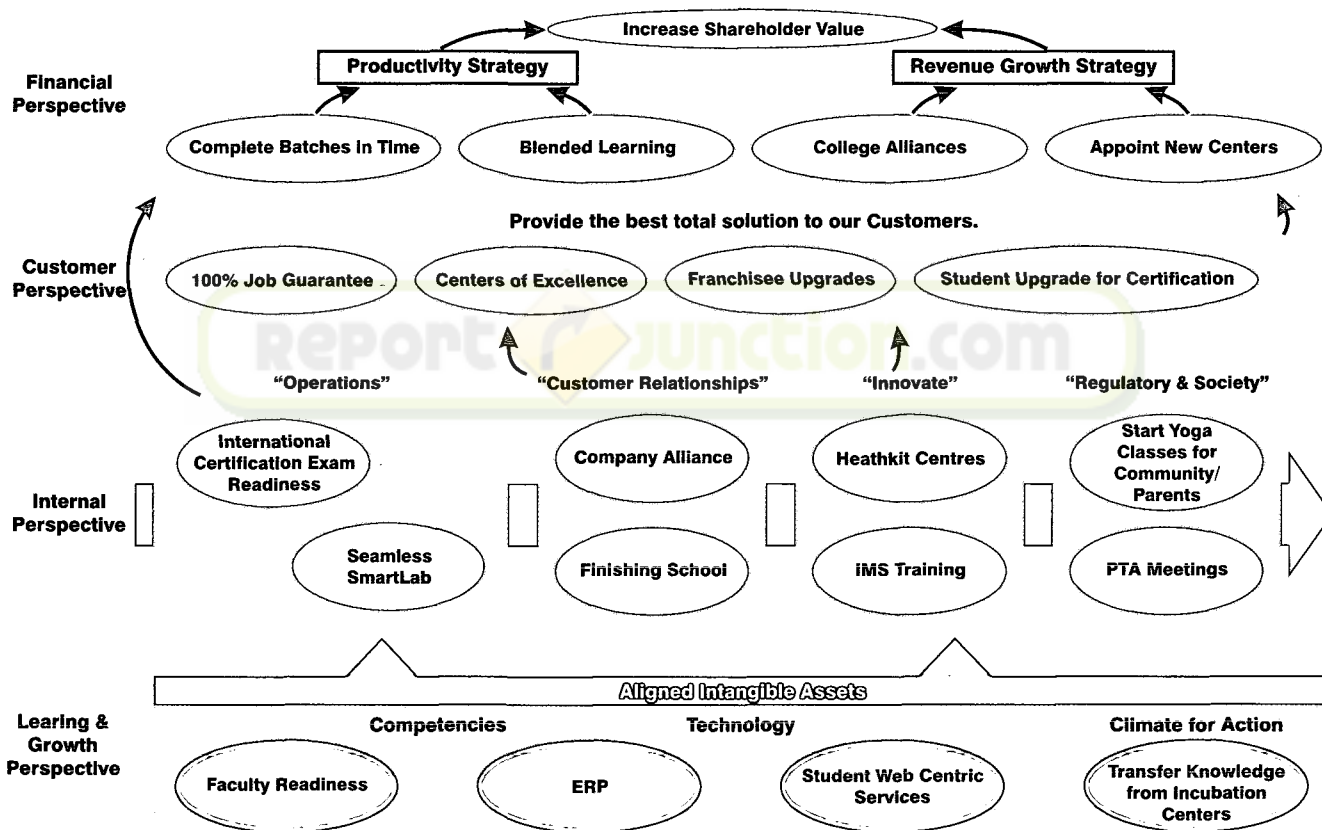 Increase Shareholder Value
Productivity Strategy
Revenue Growth Strategy
Financial
Perspective
Complete Batches in Time
Blended Learning
College Alliances
Appoint New Centers
Provide the best total solution to our Customers.
Customer
Perspective
100% Job Guarantee
Centers of Excellence
Franchisee Upgrades
Student Upgrade for Certification
REPORT JUNCTION.COM
"Operations"
"Customer Relationships"
"Innovate"
"Regulatory & Society"
International
Certification Exam
Readiness
Company Alliance
Heathkit Centres
Start Yoga
Classes for
Community/
Parents
Internal
Perspective
Seamless
SmartLab
Finishing School
iMS Training
PTA Meetings
Aligned Intangible Assets
Learing &
Growth
Perspective
Competencies
Technology
Climate for Action
Faculty Readiness
ERP
Student Web Centric
Services
Transfer Knowledge
from Incubation
Centers